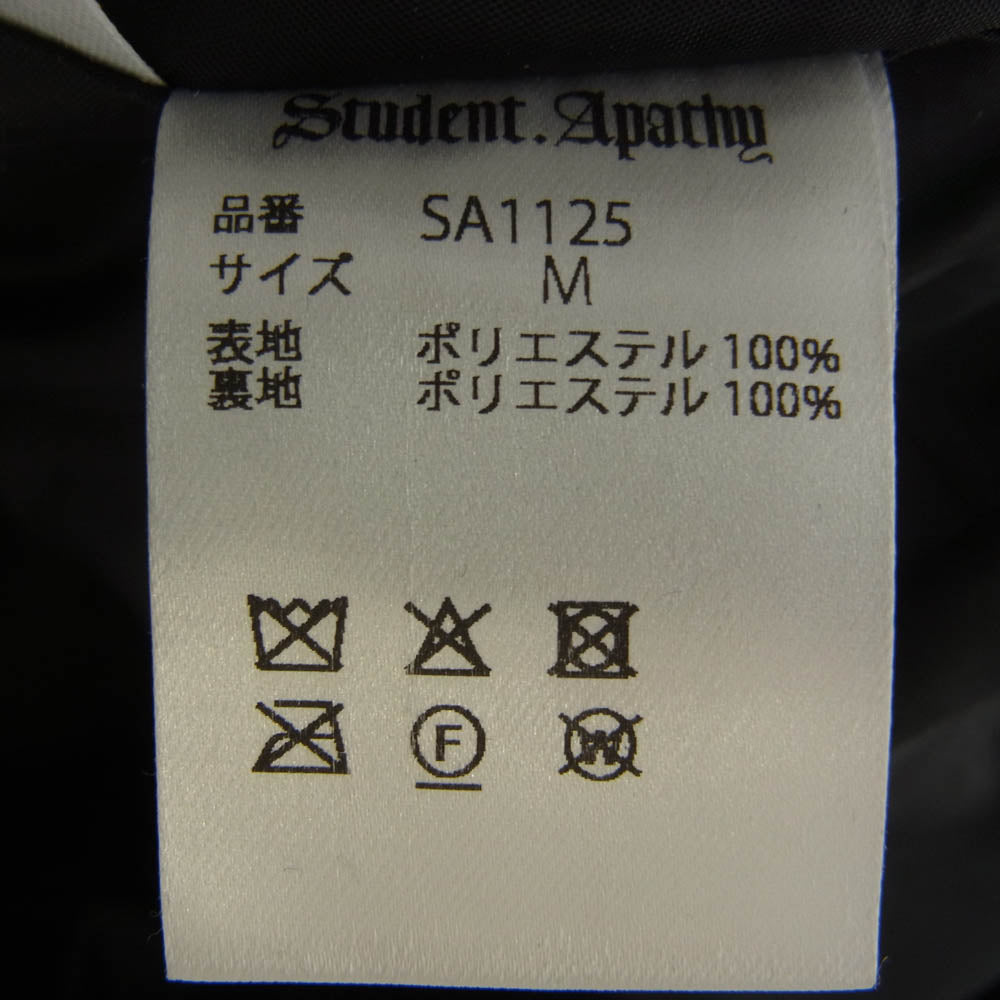 Student.Apathy
品番 SA1125
サイズ M
表地 ポリエステル 100%
裏地 ポリエステル 100%
F W